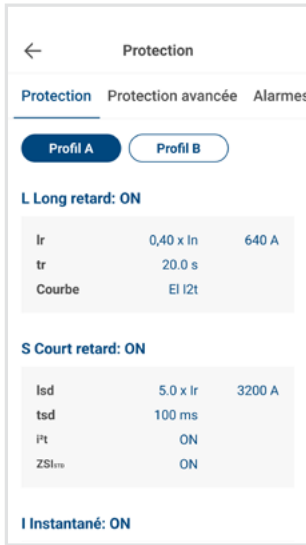 Protection
Protection Protection avancée Alarmes
Profil A Profil B
L Long retard: ON
Ir 0,40 x In 640 A
tr 20.0 s
Courbe EI I2t
S Court retard: ON
Isd 5.0 x Ir 3200 A
tsd 100 ms
i²t ON
ZSI ON
I Instantané: ON